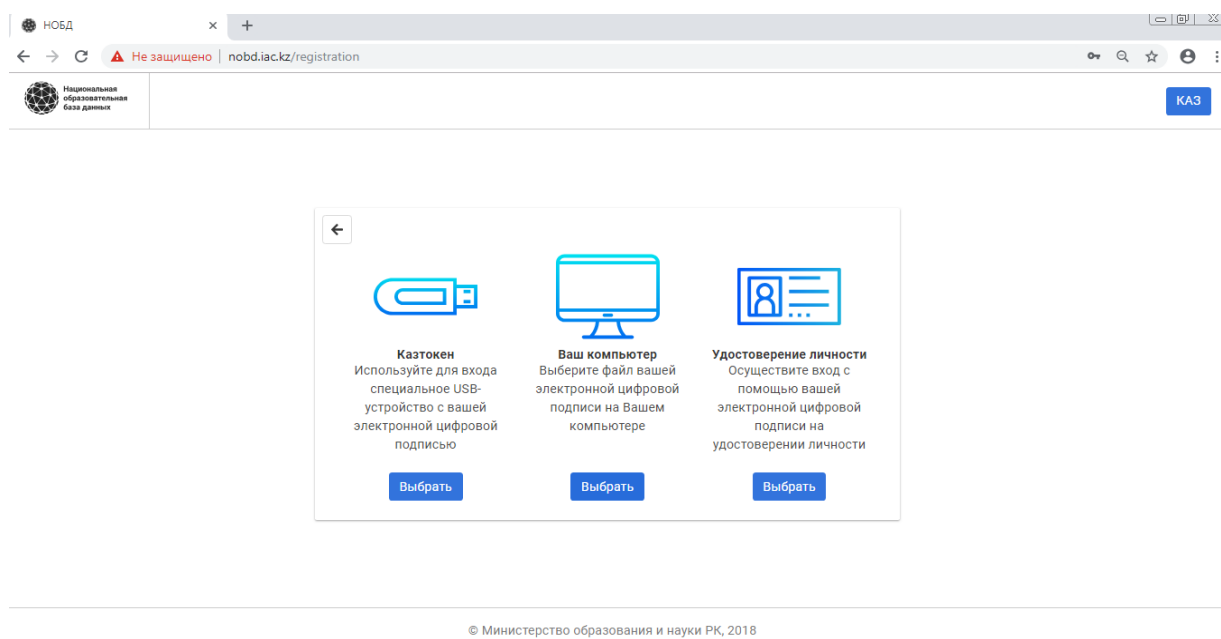 НОБД
Не защищено | nobd.iac.kz/registration
Национальная
образовательная
база данных
КАЗ
Казтокен
Используйте для входа
специальное USB-
устройство с вашей
электронной цифровой
подписью
Выбрать
Ваш компьютер
Выберите файл вашей
электронной цифровой
подписи на Вашем
компьютере
Выбрать
Удостоверение личности
Осуществите вход с
помощью вашей
электронной цифровой
подписи на
удостоверении личности
Выбрать
© Министерство образования и науки РК, 2018